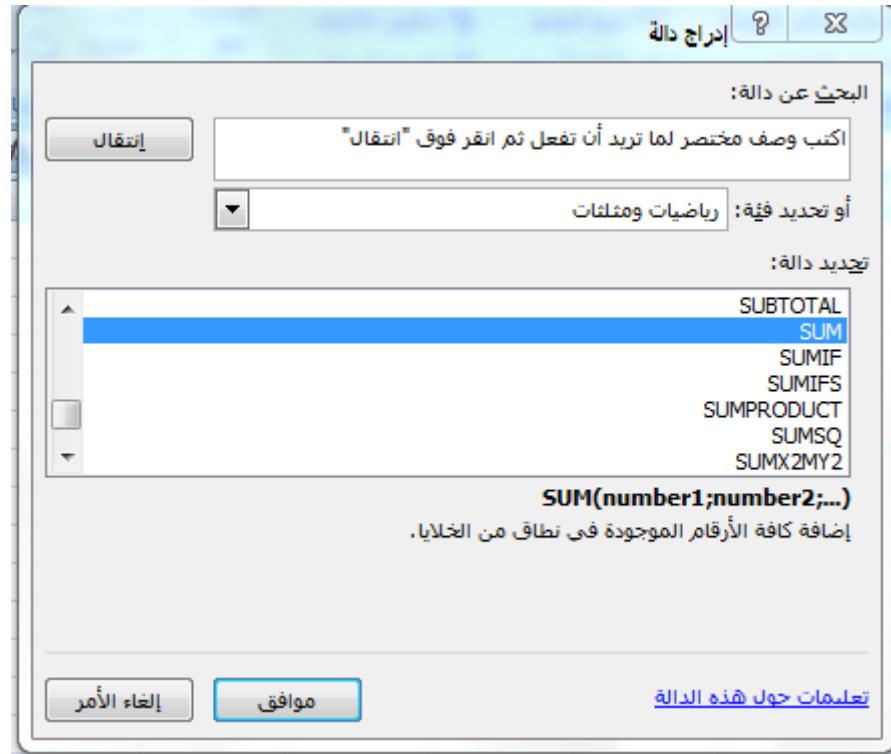 إدراج دالة
البحث عن دالة:
اكتب وصف مختصر لما تريد أن تفعل ثم انقر فوق "انتقال"
إنتقال
أو تحديد فئة: رياضيات ومثلثات
تحديد دالة:
SUBTOTAL
SUM
SUMIF
SUMIFS
SUMPRODUCT
SUMSQ
SUMX2MY2
SUM(number1;number2;...)
إضافة كافة الأرقام الموجودة في نطاق من الخلايا.
تعليمات حول هذه الدالة
موافق
إلغاء الأمر